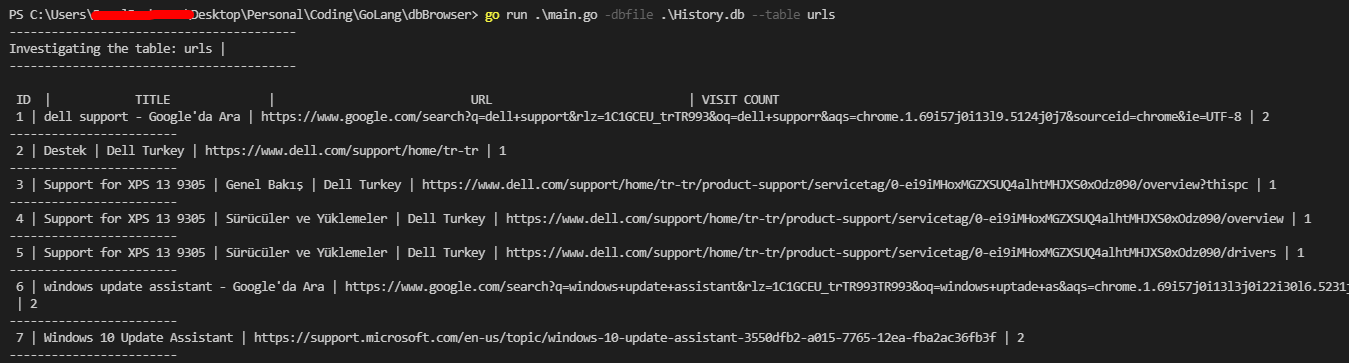 PS C:\Users\ \Desktop\Personal\Coding\GoLang\dbBrowser> go run .\main.go -dbfile .\History.db --table urls
-----------------------------------------
Investigating the table: urls |
-----------------------------------------
ID | TITLE | URL | VISIT COUNT
1 | dell support - Google'da Ara | https://www.google.com/search?q=dell+support&rlz=1C1GCEU_trTR993&oq=dell+supporr&aqs=chrome.1.69i57j0i13l9.5124j0j7&sourceid=chrome&ie=UTF-8 | 2
------------------------
2 | Destek | Dell Turkey | https://www.dell.com/support/home/tr-tr | 1
------------------------
3 | Support for XPS 13 9305 | Genel Bakış | Dell Turkey | https://www.dell.com/support/home/tr-tr/product-support/servicetag/0-ei9iMHoxMGZXSUQ4alhtMHJXS0xOdz090/overview?thispc | 1
------------------------
4 | Support for XPS 13 9305 | Sürücüler ve Yüklemeler | Dell Turkey | https://www.dell.com/support/home/tr-tr/product-support/servicetag/0-ei9iMHoxMGZXSUQ4alhtMHJXS0xOdz090/overview | 1
------------------------
5 | Support for XPS 13 9305 | Sürücüler ve Yüklemeler | Dell Turkey | https://www.dell.com/support/home/tr-tr/product-support/servicetag/0-ei9iMHoxMGZXSUQ4alhtMHJXS0xOdz090/drivers | 1
------------------------
6 | windows update assistant - Google'da Ara | https://www.google.com/search?q=windows+update+assistant&rlz=1C1GCEU_trTR993TR993&oq=windows+uptade+as&aqs=chrome.1.69i57j0i13l3j0i22i30l6.5231j
| 2
------------------------
7 | Windows 10 Update Assistant | https://support.microsoft.com/en-us/topic/windows-10-update-assistant-3550dfb2-a015-7765-12ea-fba2ac36fb3f | 2
------------------------